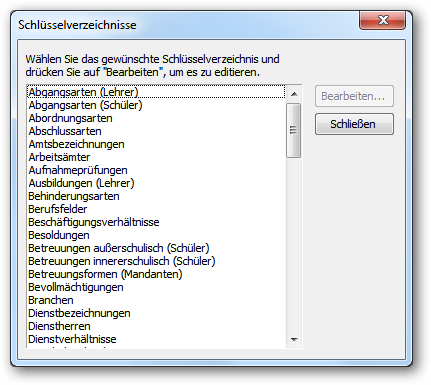 Schlüsselverzeichnisse
Wählen Sie das gewünschte Schlüsselverzeichnis und
drücken Sie auf "Bearbeiten", um es zu editieren.
Abgangsarten (Lehrer)
Abgangsarten (Schüler)
Abordnungsarten
Abschlussarten
Amtsbezeichnungen
Arbeitsämter
Aufnahmeprüfungen
Ausbildungen (Lehrer)
Behinderungsarten
Berufsfelder
Beschäftigungsverhältnisse
Besoldungen
Betreuungen außerschulisch (Schüler)
Betreuungen innererschulisch (Schüler)
Betreuungsformen (Mandanten)
Bevollmächtigungen
Branchen
Dienstbezeichnungen
Dienstherren
Dienstverhältnisse
Bearbeiten...
Schließen